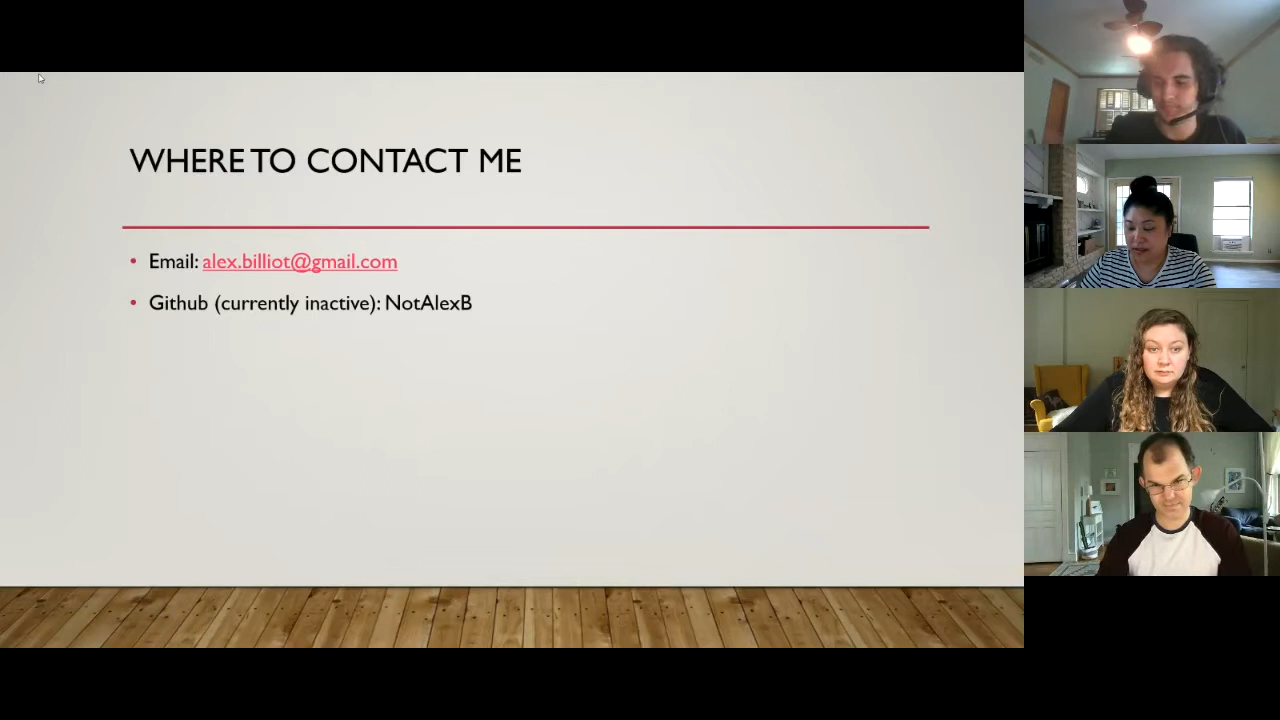 WHERE TO CONTACT ME
• Email: alex.billiot@gmail.com
• Github (currently inactive): NotAlexB